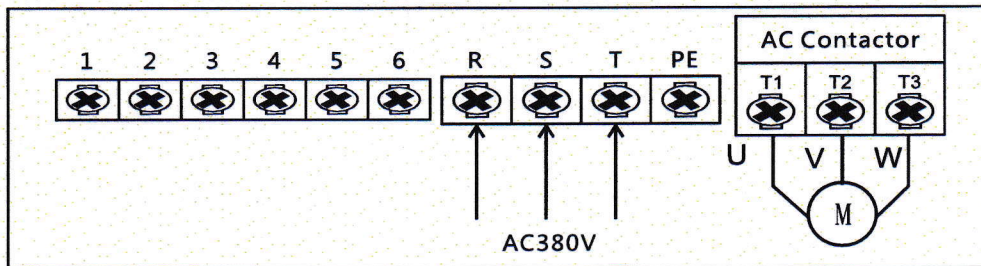 AC Contactor
1 2 3 4 5 6 R S T PE
T1 T2 T3
U V W
M
AC380V